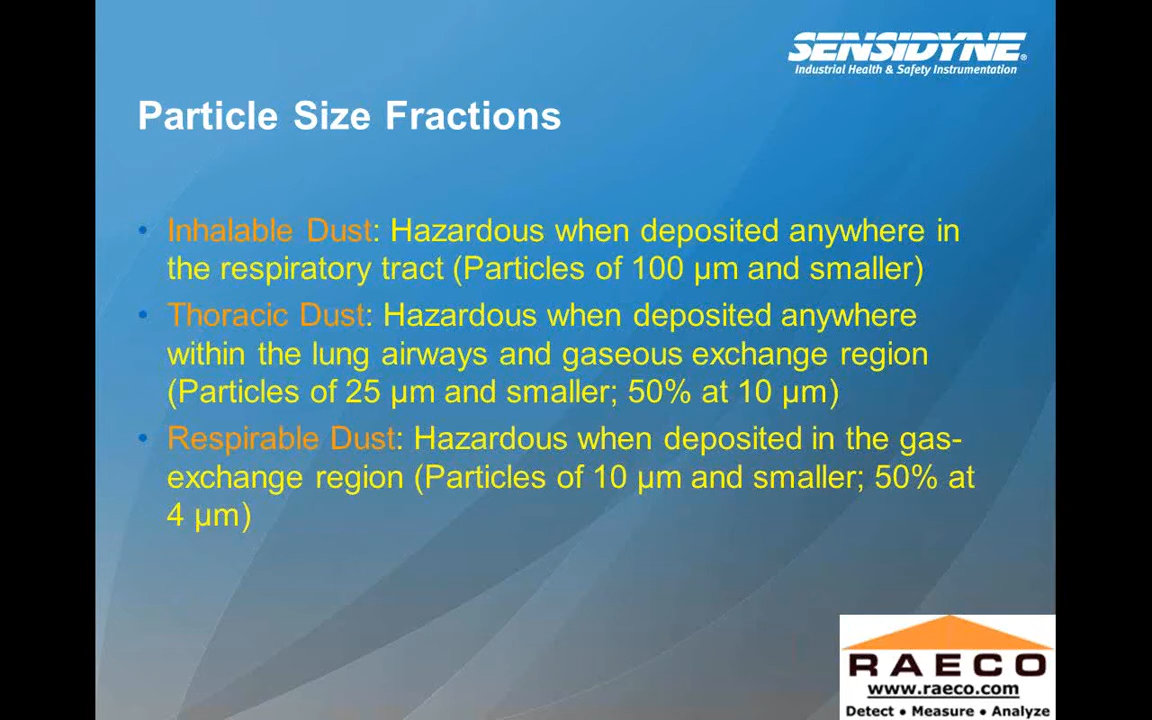 SENSIDYNE®
Industrial Health & Safety Instrumentation
Particle Size Fractions
• Inhalable Dust: Hazardous when deposited anywhere in
the respiratory tract (Particles of 100 µm and smaller)
• Thoracic Dust: Hazardous when deposited anywhere
within the lung airways and gaseous exchange region
(Particles of 25 µm and smaller; 50% at 10 µm)
• Respirable Dust: Hazardous when deposited in the gas-
exchange region (Particles of 10 µm and smaller; 50% at
4 µm)
RAECO
www.raeco.com
Detect • Measure • Analyze